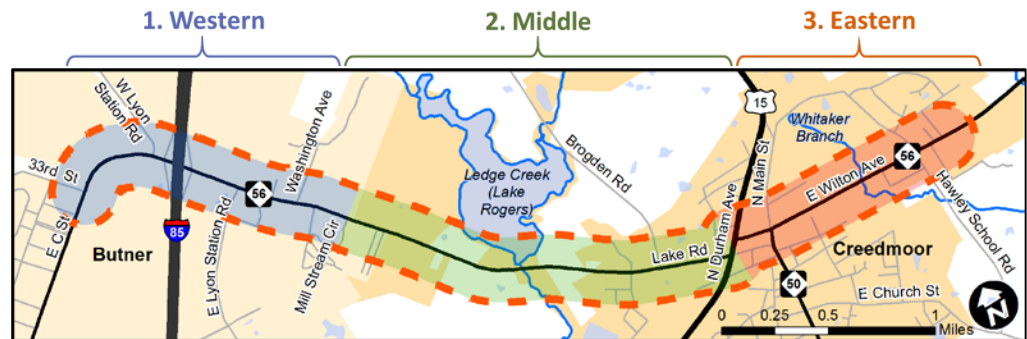 1. Western
2. Middle
3. Eastern
W Lyon
Station Rd
33rd St
E C St
Butner
85
56
E Lyon Station Rd
Washington Ave
Mill Stream Cir
Ledge Creek
(Lake
Rogers)
Brogden Rd
Lake Rd
N Durham Ave
N Main St
15
Whitaker
Branch
E Wilton Ave
56
Hawley School Rd
Creedmoor
50
E Church St
0 0.25 0.5 1
Miles
N